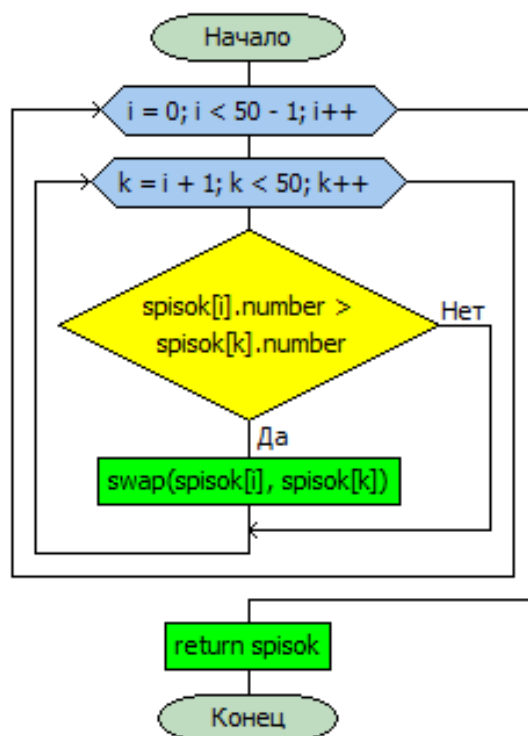 Начало
i = 0; i < 50 - 1; i++
k = i + 1; k < 50; k++
spisok[i].number >
spisok[k].number
Нет
Да
swap(spisok[i], spisok[k])
return spisok
Конец